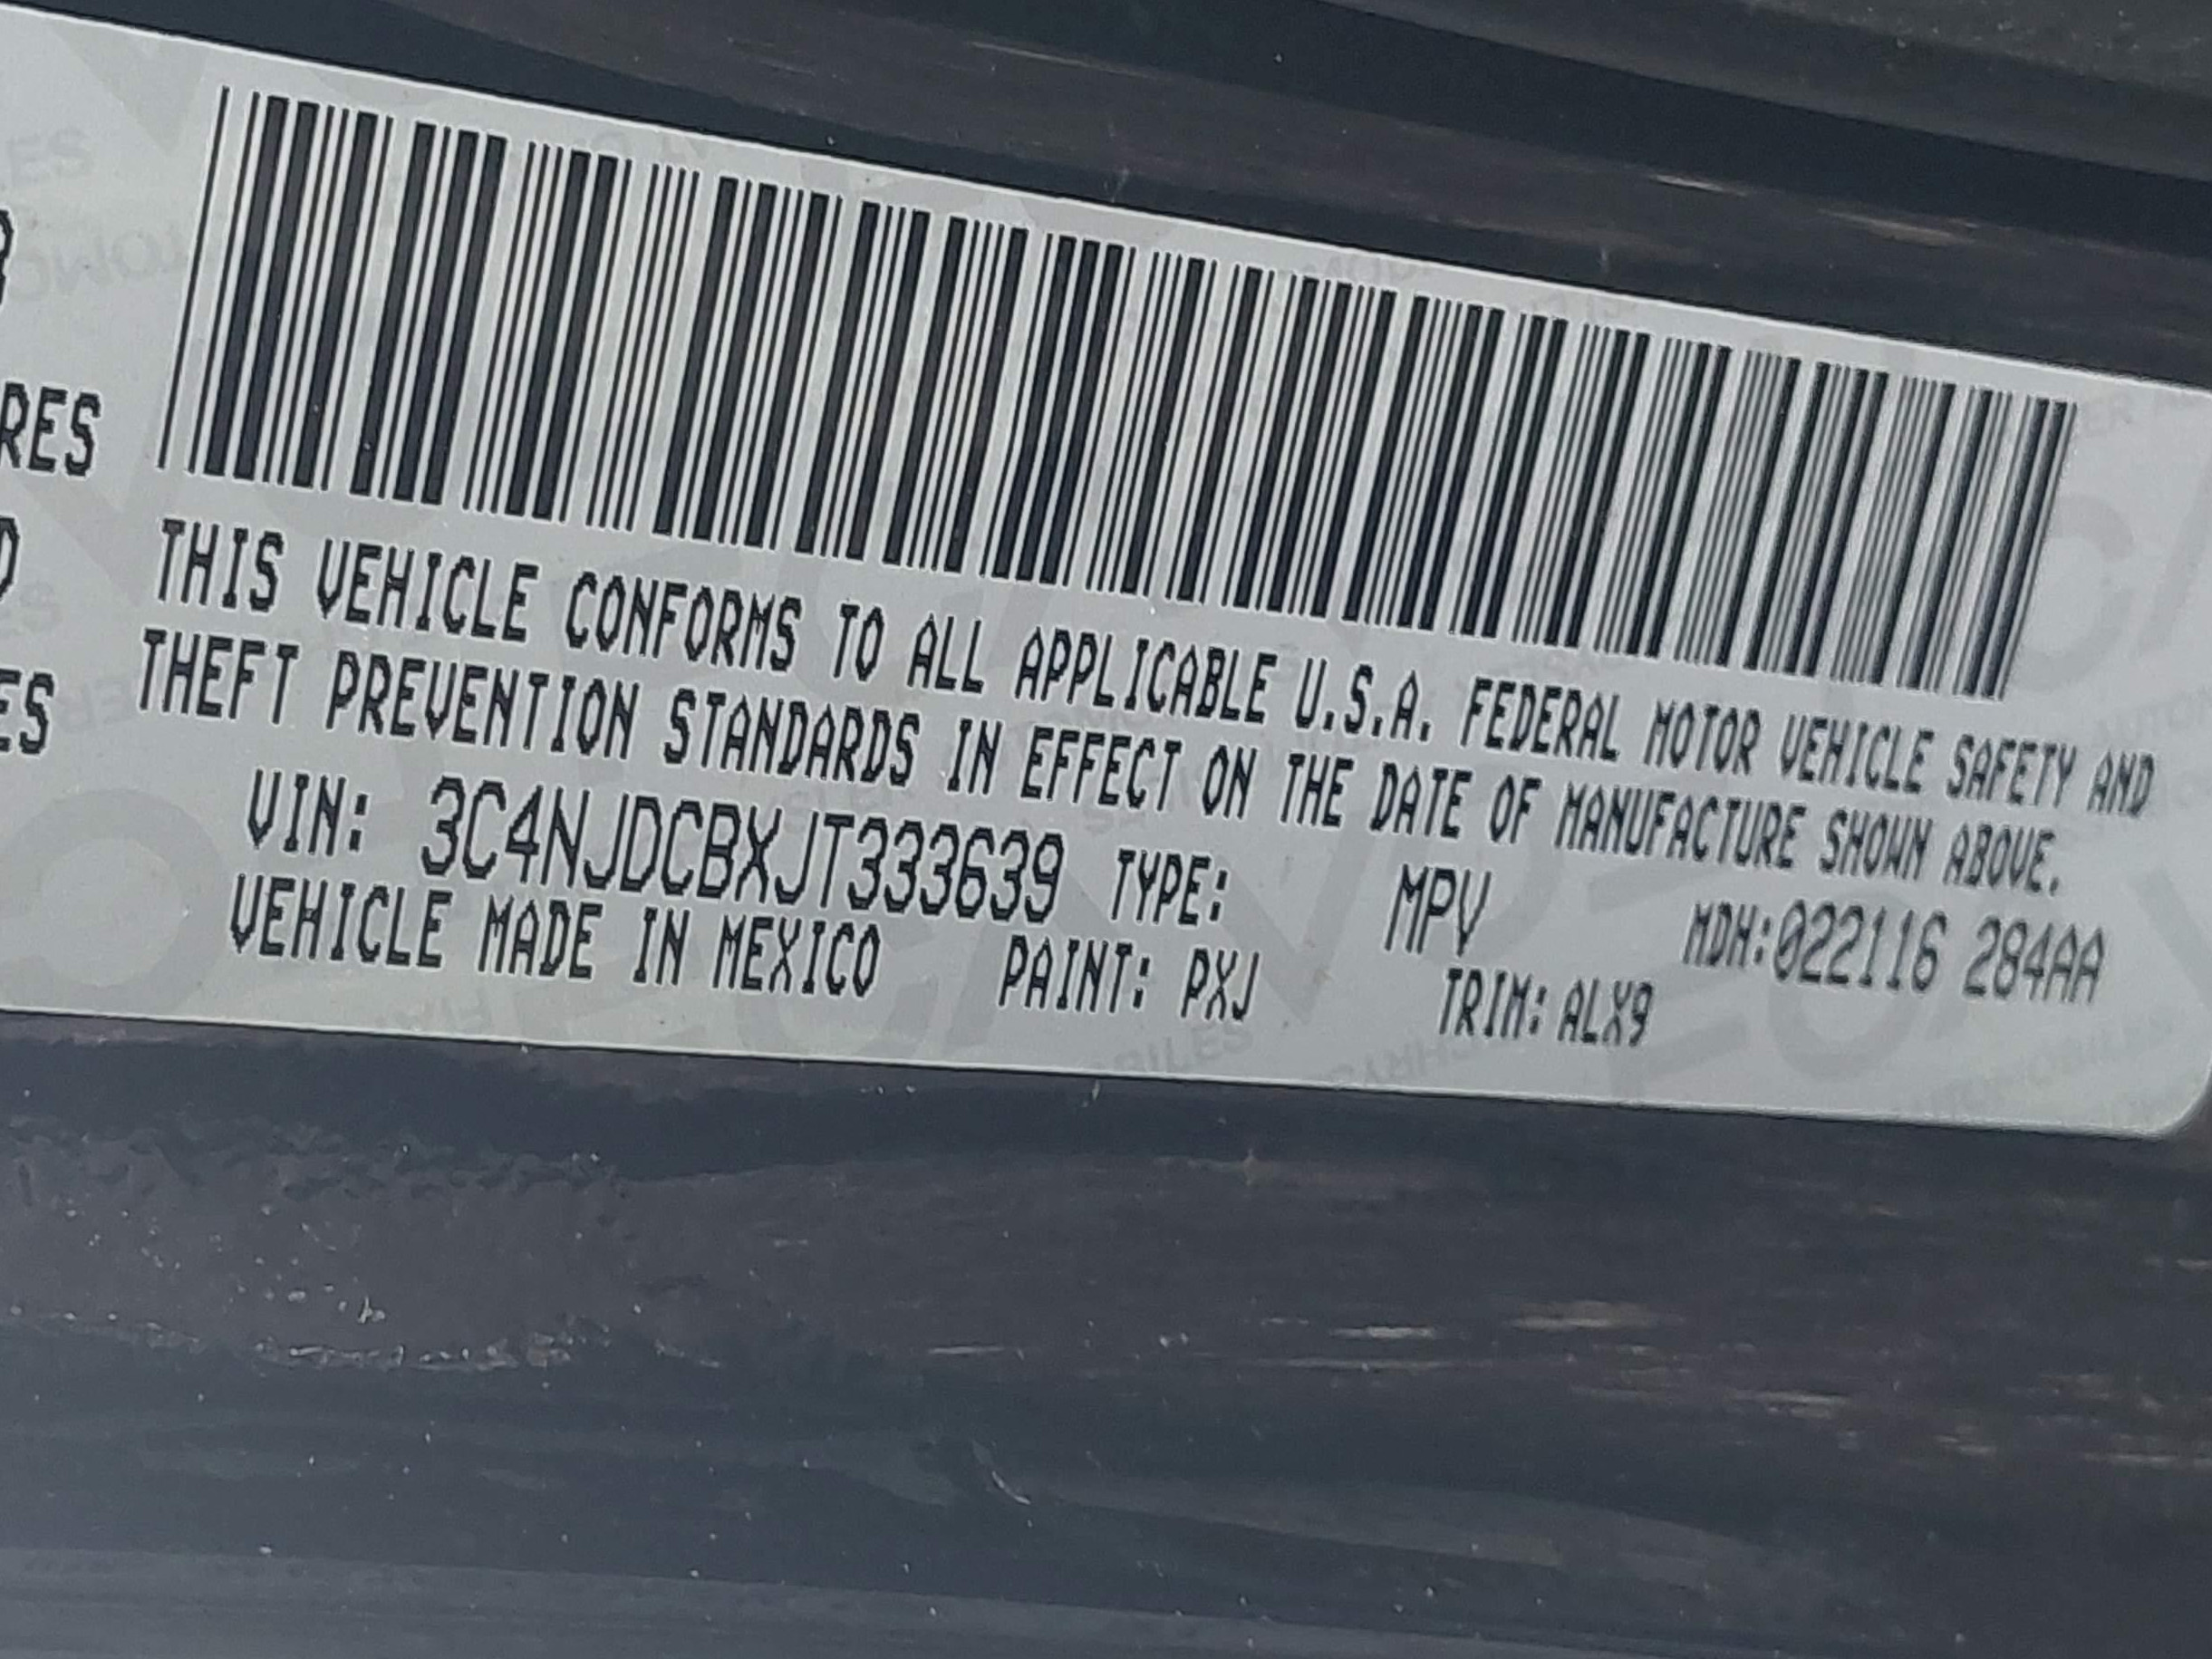 RES
ES
THIS VEHICLE CONFORMS TO ALL APPLICABLE U.S.A. FEDERAL MOTOR VEHICLE SAFETY AND
THEFT PREVENTION STANDARDS IN EFFECT ON THE DATE OF MANUFACTURE SHOWN ABOVE.
VIN: 3C4NJDCBXJT333639 TYPE: MPV MDH:022116 284AA
VEHICLE MADE IN MEXICO PAINT: PXJ TRIM: ALX9